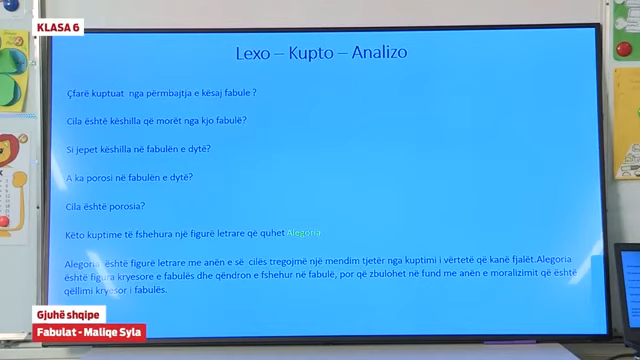 KLASA 6
Lexo – Kupto – Analizo
Çfarë kuptuat nga përmbajtja e kësaj fabule ?
Cila është këshilla që morët nga kjo fabulë?
Si jepet këshilla në fabulën e dytë?
A ka porosi në fabulën e dytë?
Cila është porosia?
Këto kuptime të fshehura një figurë letrare që quhet Alegoria
Alegoria është figurë letrare me anën e së cilës tregojmë një mendim tjetër nga kuptimi i vërtetë që kanë fjalët.Alegoria
është figura kryesore e fabulës dhe qëndron e fshehur në fabulë, por që zbulohet në fund me anën e moralizimit që është
qëllimi kryesor i fabulës.
Gjuhë shqipe
Fabulat - Maliqe Syla